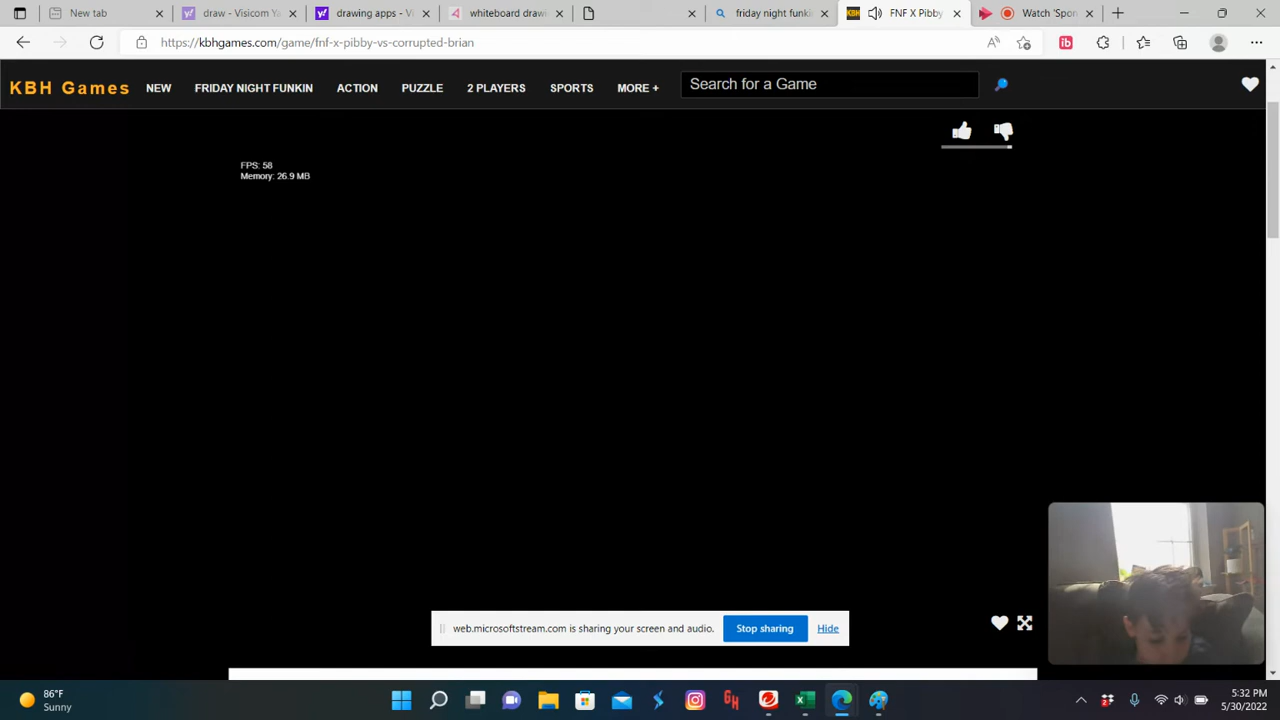 New tab
draw - Visicom Ya
drawing apps - V
whiteboard drawi
friday night funki
FNF X Pibby
Watch 'Spon
https://kbhgames.com/game/fnf-x-pibby-vs-corrupted-brian
KBH Games
NEW
FRIDAY NIGHT FUNKIN
ACTION
PUZZLE
2 PLAYERS
SPORTS
MORE +
Search for a Game
FPS: 58
Memory: 26.9 MB
web.microsoftstream.com is sharing your screen and audio.
Stop sharing
Hide
86°F
Sunny
5:32 PM
5/30/2022